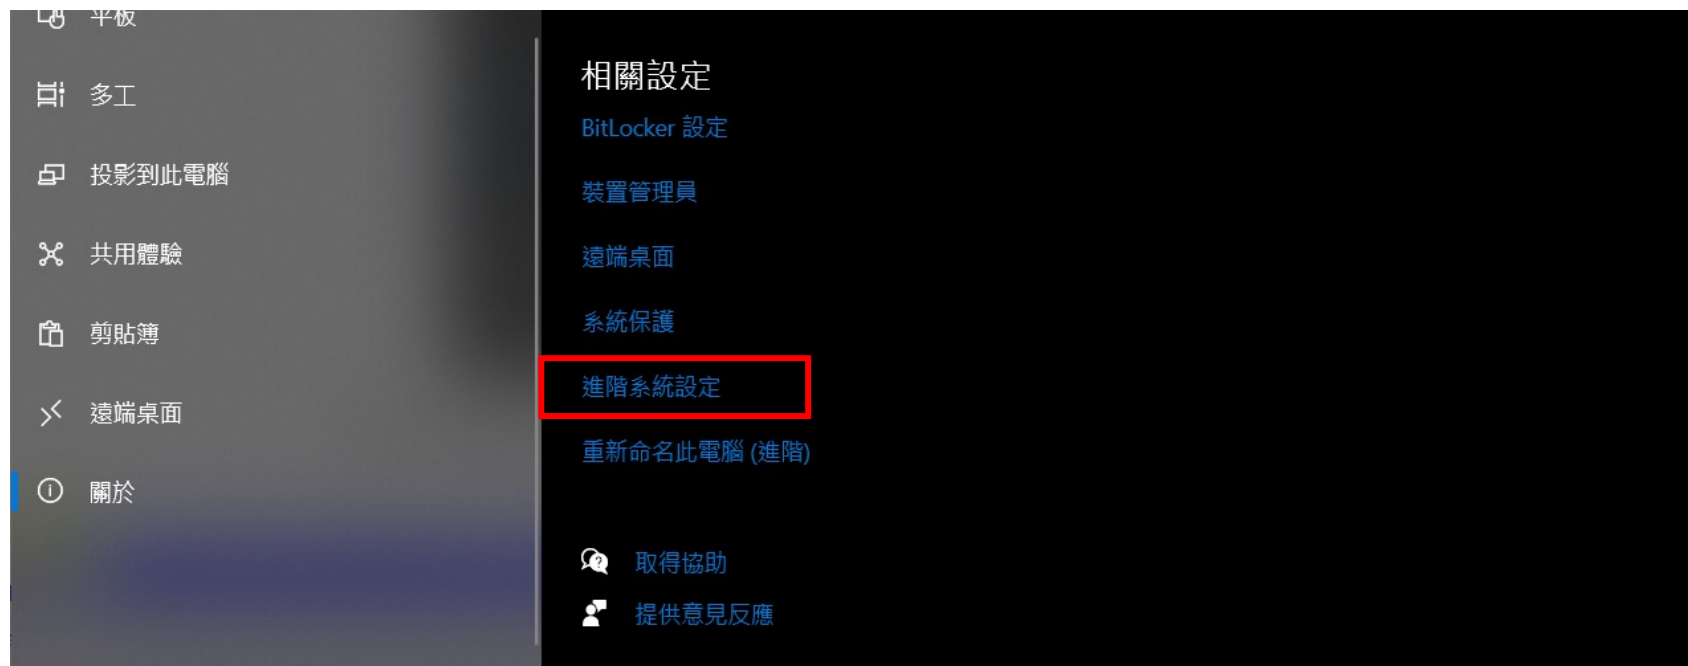 平板
多工
投影到此電腦
共用體驗
剪貼簿
遠端桌面
關於
相關設定
BitLocker 設定
裝置管理員
遠端桌面
系統保護
進階系統設定
重新命名此電腦 (進階)
取得協助
提供意見反應